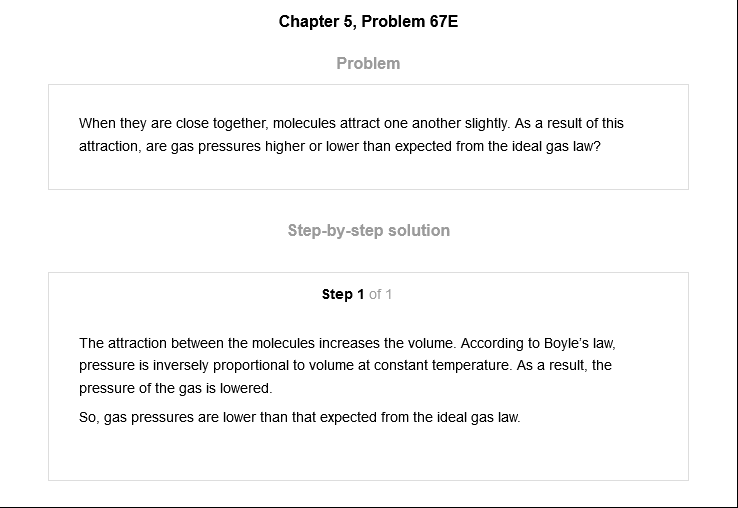 Chapter 5, Problem 67E
Problem
When they are close together, molecules attract one another slightly. As a result of this
attraction, are gas pressures higher or lower than expected from the ideal gas law?
Step-by-step solution
Step 1 of 1
The attraction between the molecules increases the volume. According to Boyle’s law,
pressure is inversely proportional to volume at constant temperature. As a result, the
pressure of the gas is lowered.
So, gas pressures are lower than that expected from the ideal gas law.